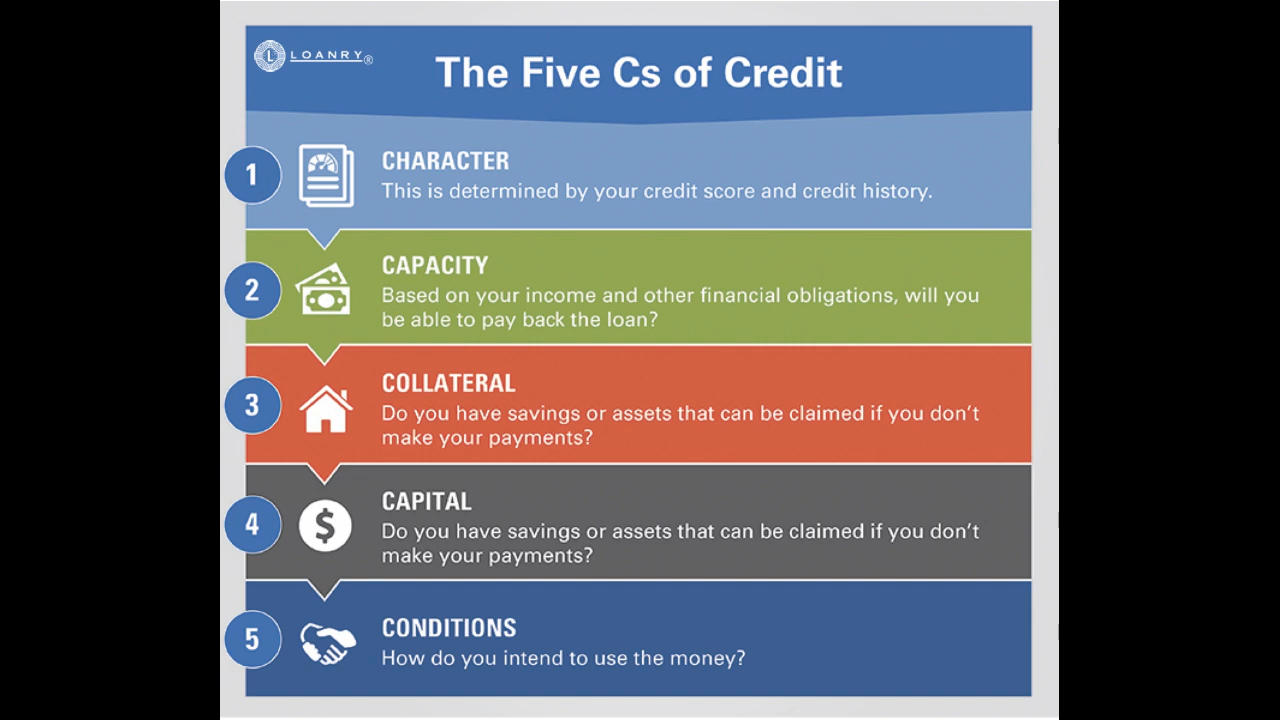 LOANRY®
The Five Cs of Credit
1
CHARACTER
This is determined by your credit score and credit history.
2
CAPACITY
Based on your income and other financial obligations, will you
be able to pay back the loan?
3
COLLATERAL
Do you have savings or assets that can be claimed if you don’t
make your payments?
4
$
CAPITAL
Do you have savings or assets that can be claimed if you don’t
make your payments?
5
CONDITIONS
How do you intend to use the money?